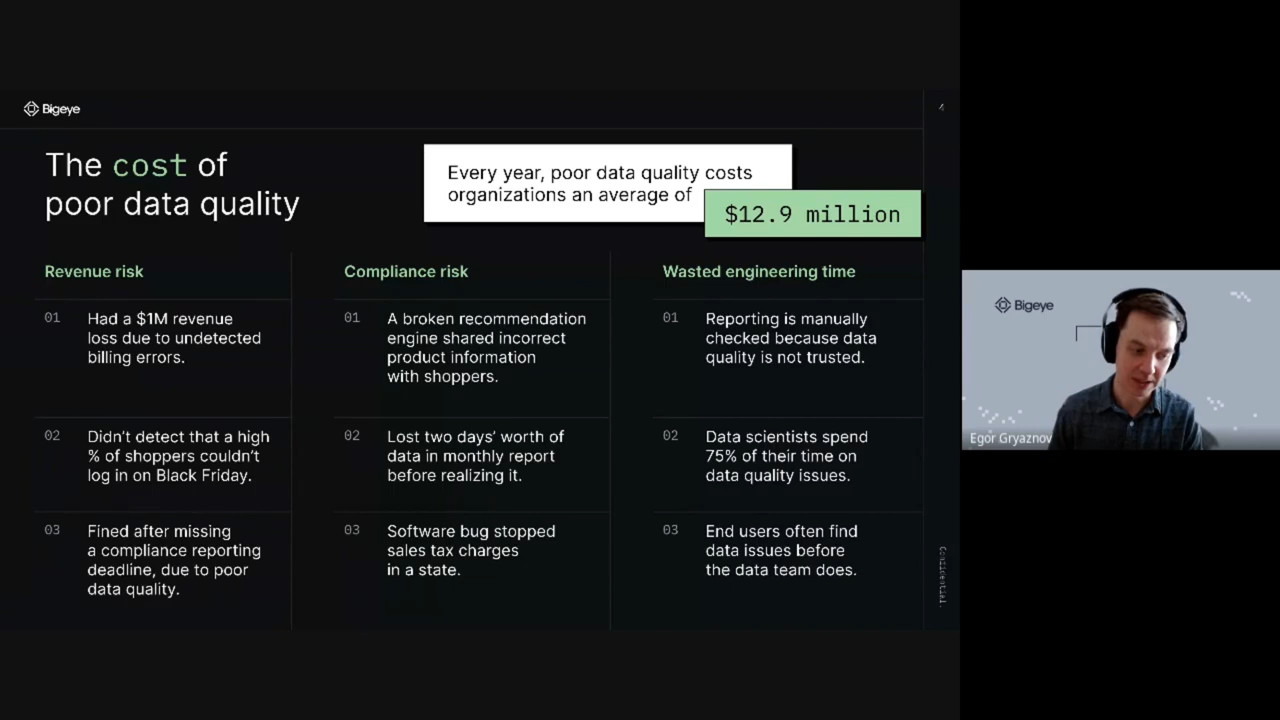 Bigeye
4
The cost of
poor data quality
Every year, poor data quality costs
organizations an average of
$12.9 million
Revenue risk
01
Had a $1M revenue
loss due to undetected
billing errors.
02
Didn't detect that a high
% of shoppers couldn't
log in on Black Friday.
03
Fined after missing
a compliance reporting
deadline, due to poor
data quality.
Compliance risk
01
A broken recommendation
engine shared incorrect
product information
with shoppers.
02
Lost two days' worth of
data in monthly report
before realizing it.
03
Software bug stopped
sales tax charges
in a state.
Wasted engineering time
01
Reporting is manually
checked because data
quality is not trusted.
02
Data scientists spend
75% of their time on
data quality issues.
03
End users often find
data issues before
the data team does.
Confidential.
Bigeye
Egor Gryaznov